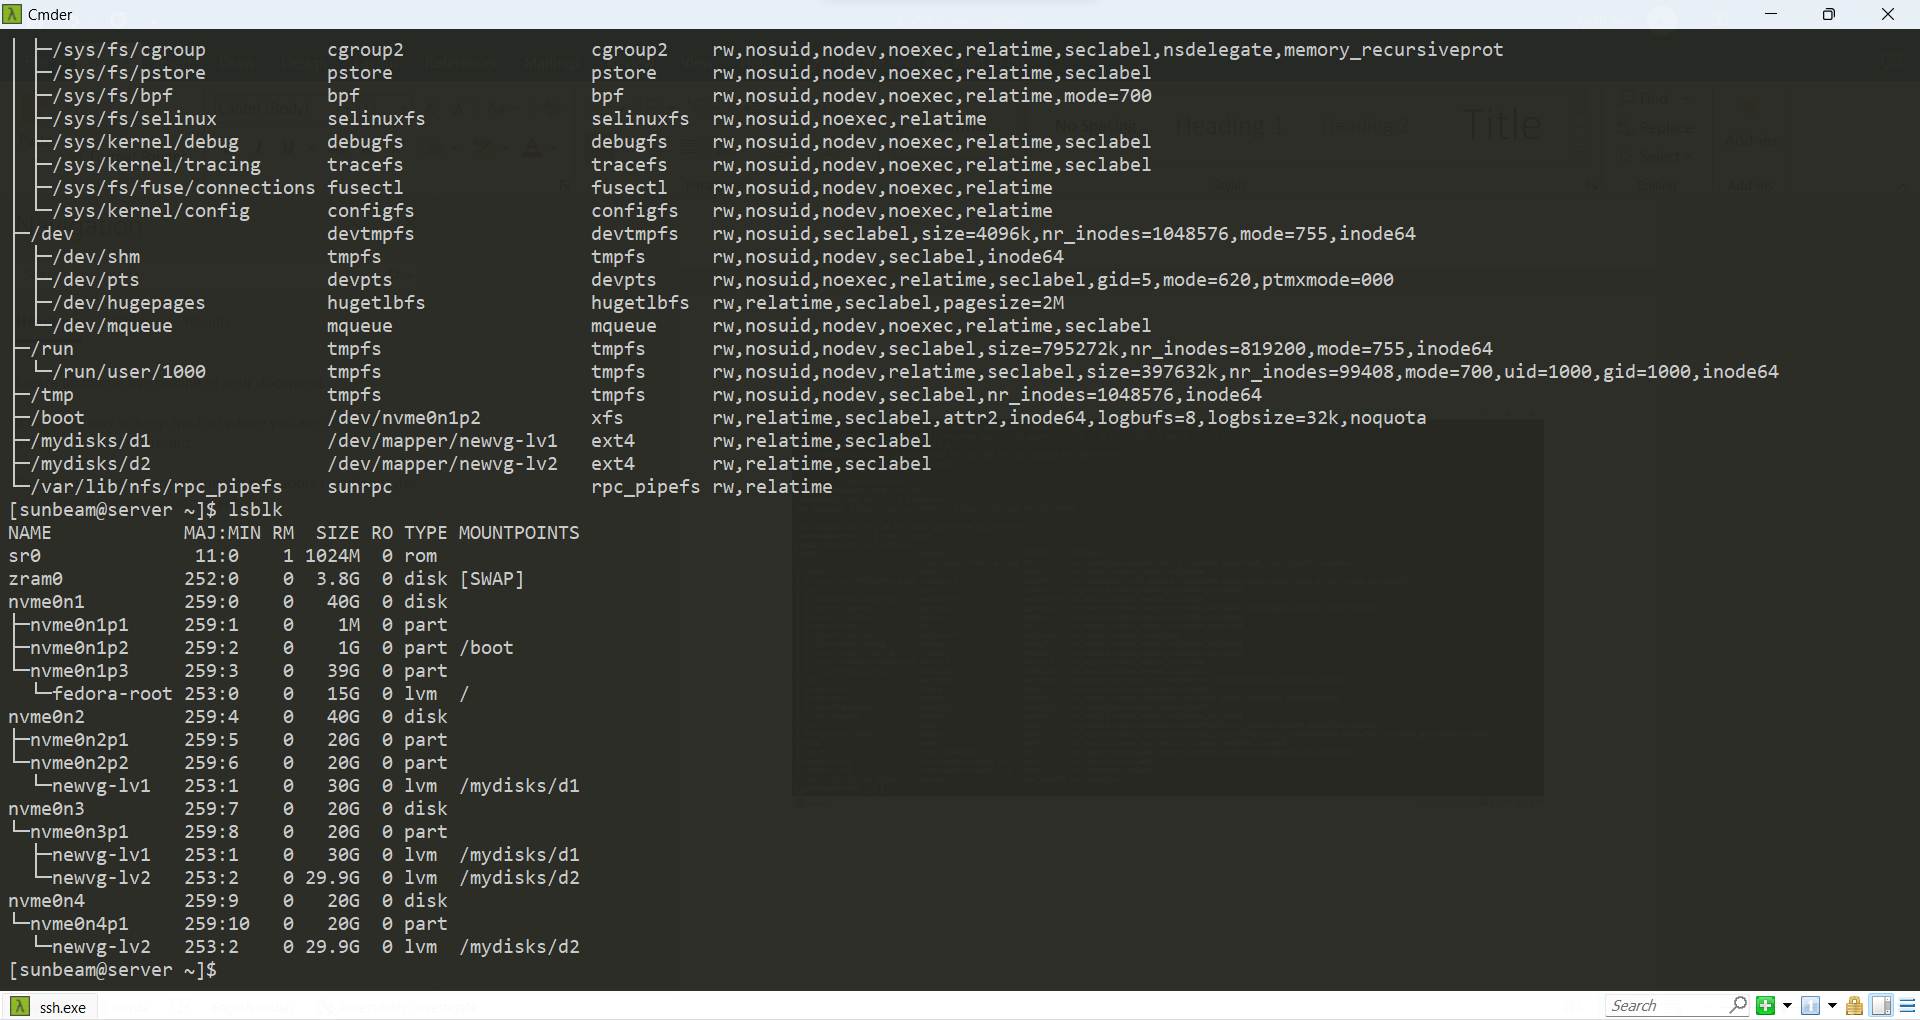 Cmder
├─/sys/fs/cgroup cgroup2 cgroup2 rw,nosuid,nodev,noexec,relatime,seclabel,nsdelegate,memory_recursiveprot
├─/sys/fs/pstore pstore pstore rw,nosuid,nodev,noexec,relatime,seclabel
├─/sys/fs/bpf bpf bpf rw,nosuid,nodev,noexec,relatime,mode=700
├─/sys/fs/selinux selinuxfs selinuxfs rw,nosuid,noexec,relatime
├─/sys/kernel/debug debugfs debugfs rw,nosuid,nodev,noexec,relatime,seclabel
├─/sys/kernel/tracing tracefs tracefs rw,nosuid,nodev,noexec,relatime,seclabel
├─/sys/fs/fuse/connections fusectl fusectl rw,nosuid,nodev,noexec,relatime
└─/sys/kernel/config configfs configfs rw,nosuid,nodev,noexec,relatime
├─/dev devtmpfs devtmpfs rw,nosuid,seclabel,size=4096k,nr_inodes=1048576,mode=755,inode64
├─/dev/shm tmpfs tmpfs rw,nosuid,nodev,seclabel,inode64
├─/dev/pts devpts devpts rw,nosuid,noexec,relatime,seclabel,gid=5,mode=620,ptmxmode=000
├─/dev/hugepages hugetlbfs hugetlbfs rw,relatime,seclabel,pagesize=2M
└─/dev/mqueue mqueue mqueue rw,nosuid,nodev,noexec,relatime,seclabel
├─/run tmpfs tmpfs rw,nosuid,nodev,seclabel,size=795272k,nr_inodes=819200,mode=755,inode64
└─/run/user/1000 tmpfs tmpfs rw,nosuid,nodev,relatime,seclabel,size=397632k,nr_inodes=99408,mode=700,uid=1000,gid=1000,inode64
├─/tmp tmpfs tmpfs rw,nosuid,nodev,seclabel,nr_inodes=1048576,inode64
├─/boot /dev/nvme0n1p2 xfs rw,relatime,seclabel,attr2,inode64,logbufs=8,logbsize=32k,noquota
├─/mydisks/d1 /dev/mapper/newvg-lv1 ext4 rw,relatime,seclabel
├─/mydisks/d2 /dev/mapper/newvg-lv2 ext4 rw,relatime,seclabel
└─/var/lib/nfs/rpc_pipefs sunrpc rpc_pipefs rw,relatime
[sunbeam@server ~]$ lsblk
NAME MAJ:MIN RM SIZE RO TYPE MOUNTPOINTS
sr0 11:0 1 1024M 0 rom
zram0 252:0 0 3.8G 0 disk [SWAP]
nvme0n1 259:0 0 40G 0 disk
├─nvme0n1p1 259:1 0 1M 0 part
├─nvme0n1p2 259:2 0 1G 0 part /boot
└─nvme0n1p3 259:3 0 39G 0 part
└─fedora-root 253:0 0 15G 0 lvm /
nvme0n2 259:4 0 40G 0 disk
├─nvme0n2p1 259:5 0 20G 0 part
└─nvme0n2p2 259:6 0 20G 0 part
└─newvg-lv1 253:1 0 30G 0 lvm /mydisks/d1
nvme0n3 259:7 0 20G 0 disk
└─nvme0n3p1 259:8 0 20G 0 part
├─newvg-lv1 253:1 0 30G 0 lvm /mydisks/d1
└─newvg-lv2 253:2 0 29.9G 0 lvm /mydisks/d2
nvme0n4 259:9 0 20G 0 disk
└─nvme0n4p1 259:10 0 20G 0 part
└─newvg-lv2 253:2 0 29.9G 0 lvm /mydisks/d2
[sunbeam@server ~]$
ssh.exe
Search